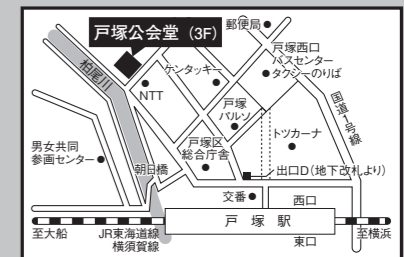 戸塚公会堂（3F）
郵便局
戸塚西口
バスセンター
タクシーのりば
柏尾川
ケンタッキー
NTT
国道1号線
戸塚
パルソ
トツカーナ
男女共同
参画センター
朝日橋
戸塚区
総合庁舎
出口D（地下改札より）
交番
西口
戸塚駅
至大船
JR東海道線
横須賀線
東口
至横浜